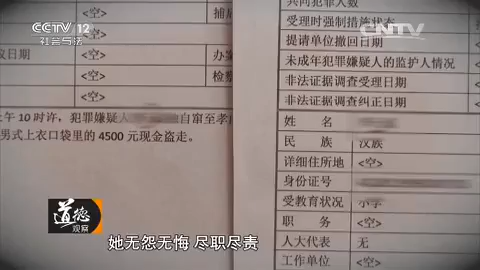 CCTV 12
社会与法
CNTV
<空>
捕
<空>
日期
<空>
办案
<空>
检察
<空>
午10时许，犯罪嫌疑人
自窜至孝
男式上衣口袋里的4500元现金盗走。
共同犯罪人数
受理时强制措施状态
提请单位撤回日期
未成年犯罪嫌疑人的监护人情况
非法证据调查受理日期
非法证据调查纠正日期
姓 名
民 族 汉族
详细住所地 <空>
身份证号
受教育状况 小学
职 务 <空>
人大代表 无
工作单位 <空>
道德
观察
她无怨无悔 尽职尽责